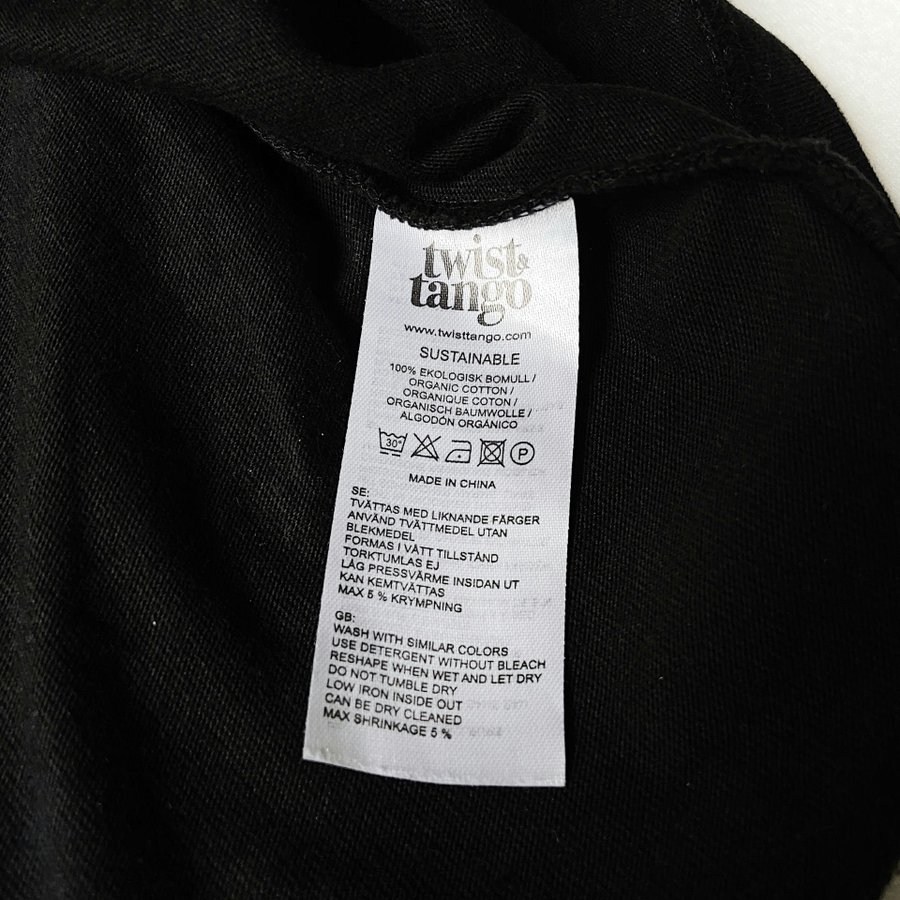 twist &
tango
www.twisttango.com
SUSTAINABLE
100% EKOLOGISK BOMULL /
ORGANIC COTTON /
ORGANIQUE COTON /
ORGANISCH BAUMWOLLE /
ALGODÓN ORGÁNICO
30° P
MADE IN CHINA
SE:
TVÄTTAS MED LIKNANDE FÄRGER
ANVÄND TVÄTTMEDEL UTAN
BLEKMEDEL
FORMAS I VÅTT TILLSTÅND
TORKTUMLAS EJ
LÅG PRESSVÄRME INSIDAN UT
KAN KEMTVÄTTAS
MAX 5 % KRYMPNING
GB:
WASH WITH SIMILAR COLORS
USE DETERGENT WITHOUT BLEACH
RESHAPE WHEN WET AND LET DRY
DO NOT TUMBLE DRY
LOW IRON INSIDE OUT
CAN BE DRY CLEANED
MAX SHRINKAGE 5 %